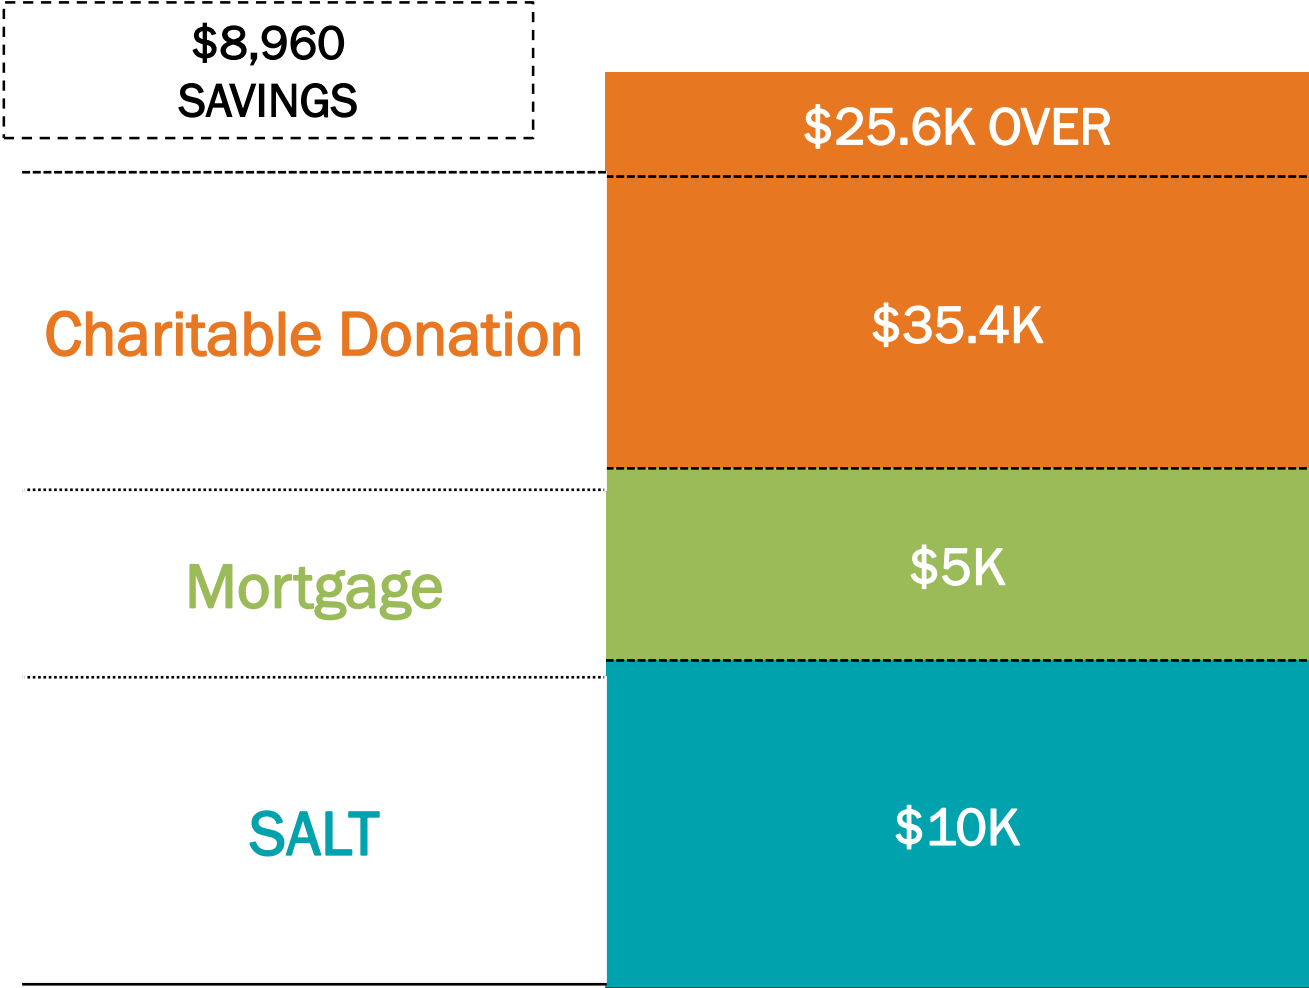 $8,960
SAVINGS
$25.6K OVER
Charitable Donation
$35.4K
Mortgage
$5K
SALT
$10K